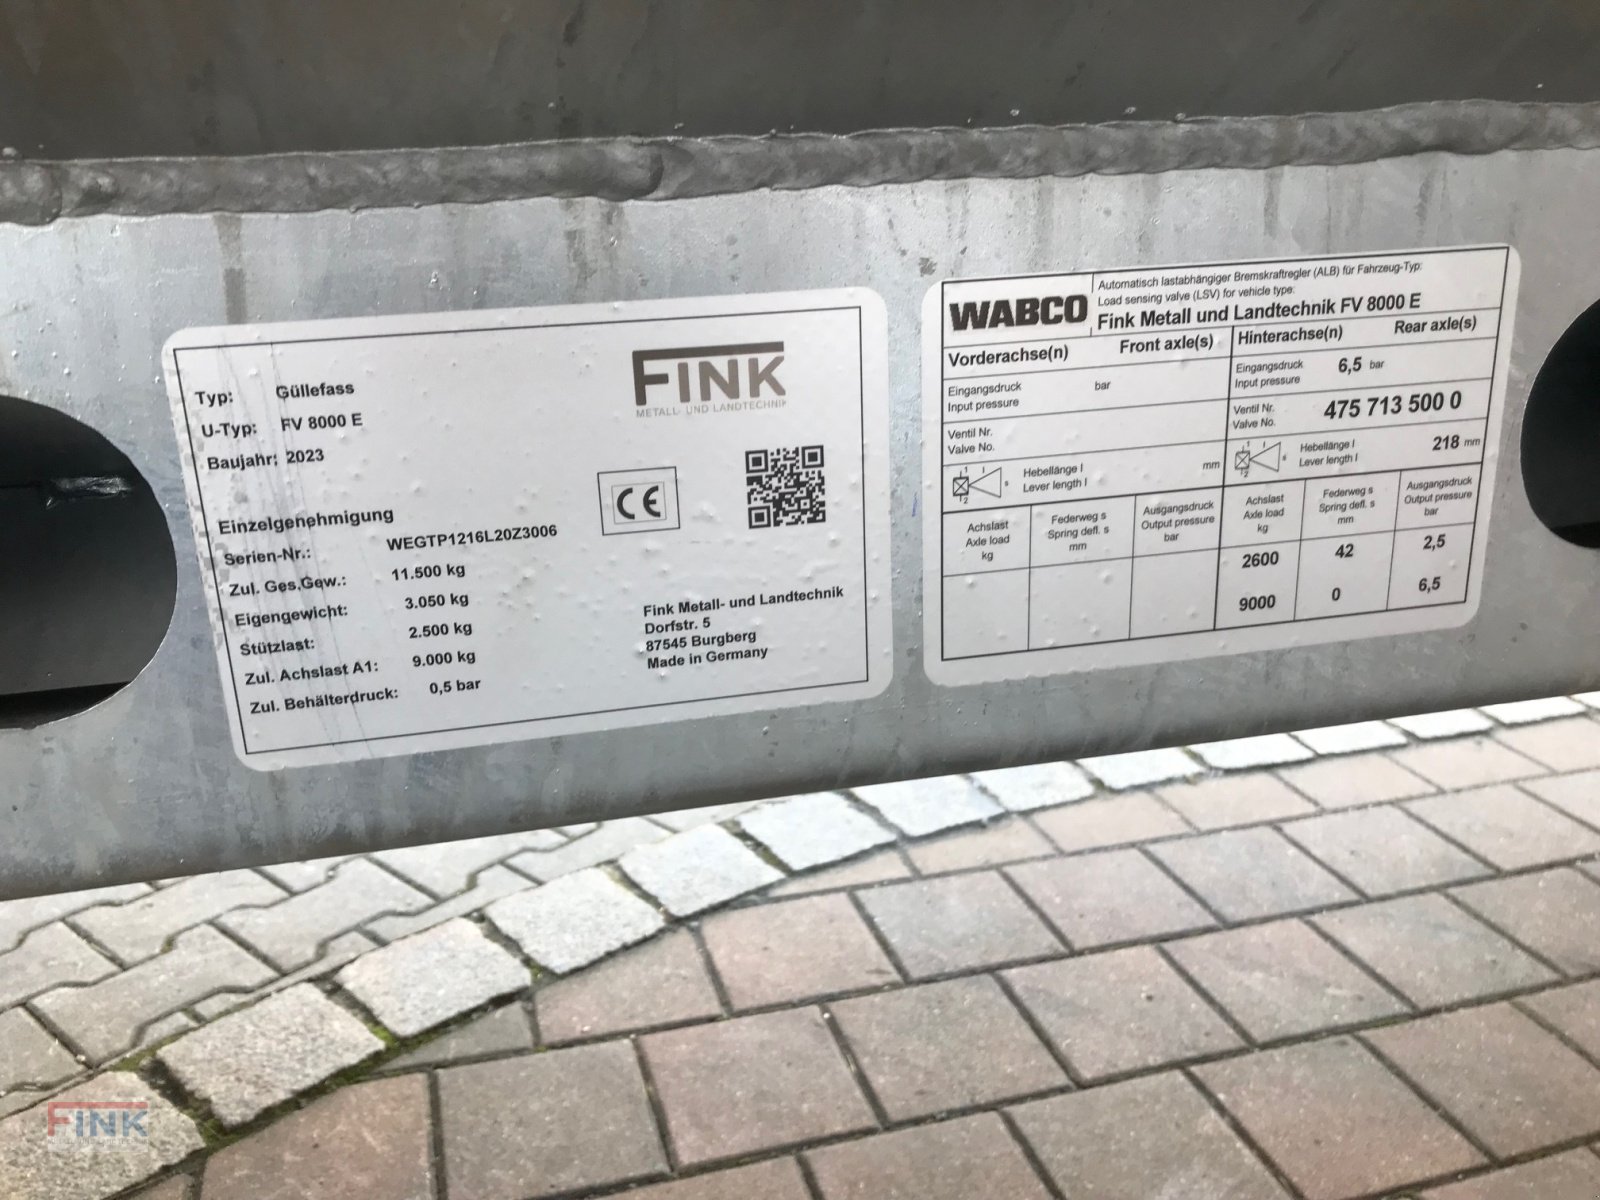 FINK
METALL- UND LANDTECHNIK
Typ: Güllefass
U-Typ: FV 8000 E
Baujahr: 2023
CE
Einzelgenehmigung
Serien-Nr.: WEGTP1216L20Z3006
Zul. Ges.Gew.: 11.500 kg
Eigengewicht: 3.050 kg
Stützlast: 2.500 kg
Zul. Achslast A1: 9.000 kg
Zul. Behälterdruck: 0,5 bar
Fink Metall- und Landtechnik
Dorfstr. 5
87545 Burgberg
Made in Germany
WABCO
Automatisch lastabhängiger Bremskraftregler (ALB) für Fahrzeug-Typ:
Load sensing valve (LSV) for vehicle type:
Fink Metall und Landtechnik FV 8000 E
Vorderachse(n) Front axle(s)
Eingangsdruck bar
Input pressure
Ventil Nr.
Valve No.
1 I s 2
Hebellänge l mm
Lever length l
Achslast Federweg s Ausgangsdruck
Axle load Spring defl. s Output pressure
kg mm bar
Hinterachse(n) Rear axle(s)
Eingangsdruck 6,5 bar
Input pressure
Ventil Nr. 475 713 500 0
Valve No.
1 I s 2
Hebellänge l 218 mm
Lever length l
Achslast Federweg s Ausgangsdruck
Axle load Spring defl. s Output pressure
kg mm bar
2600 42 2,5
9000 0 6,5
FINK